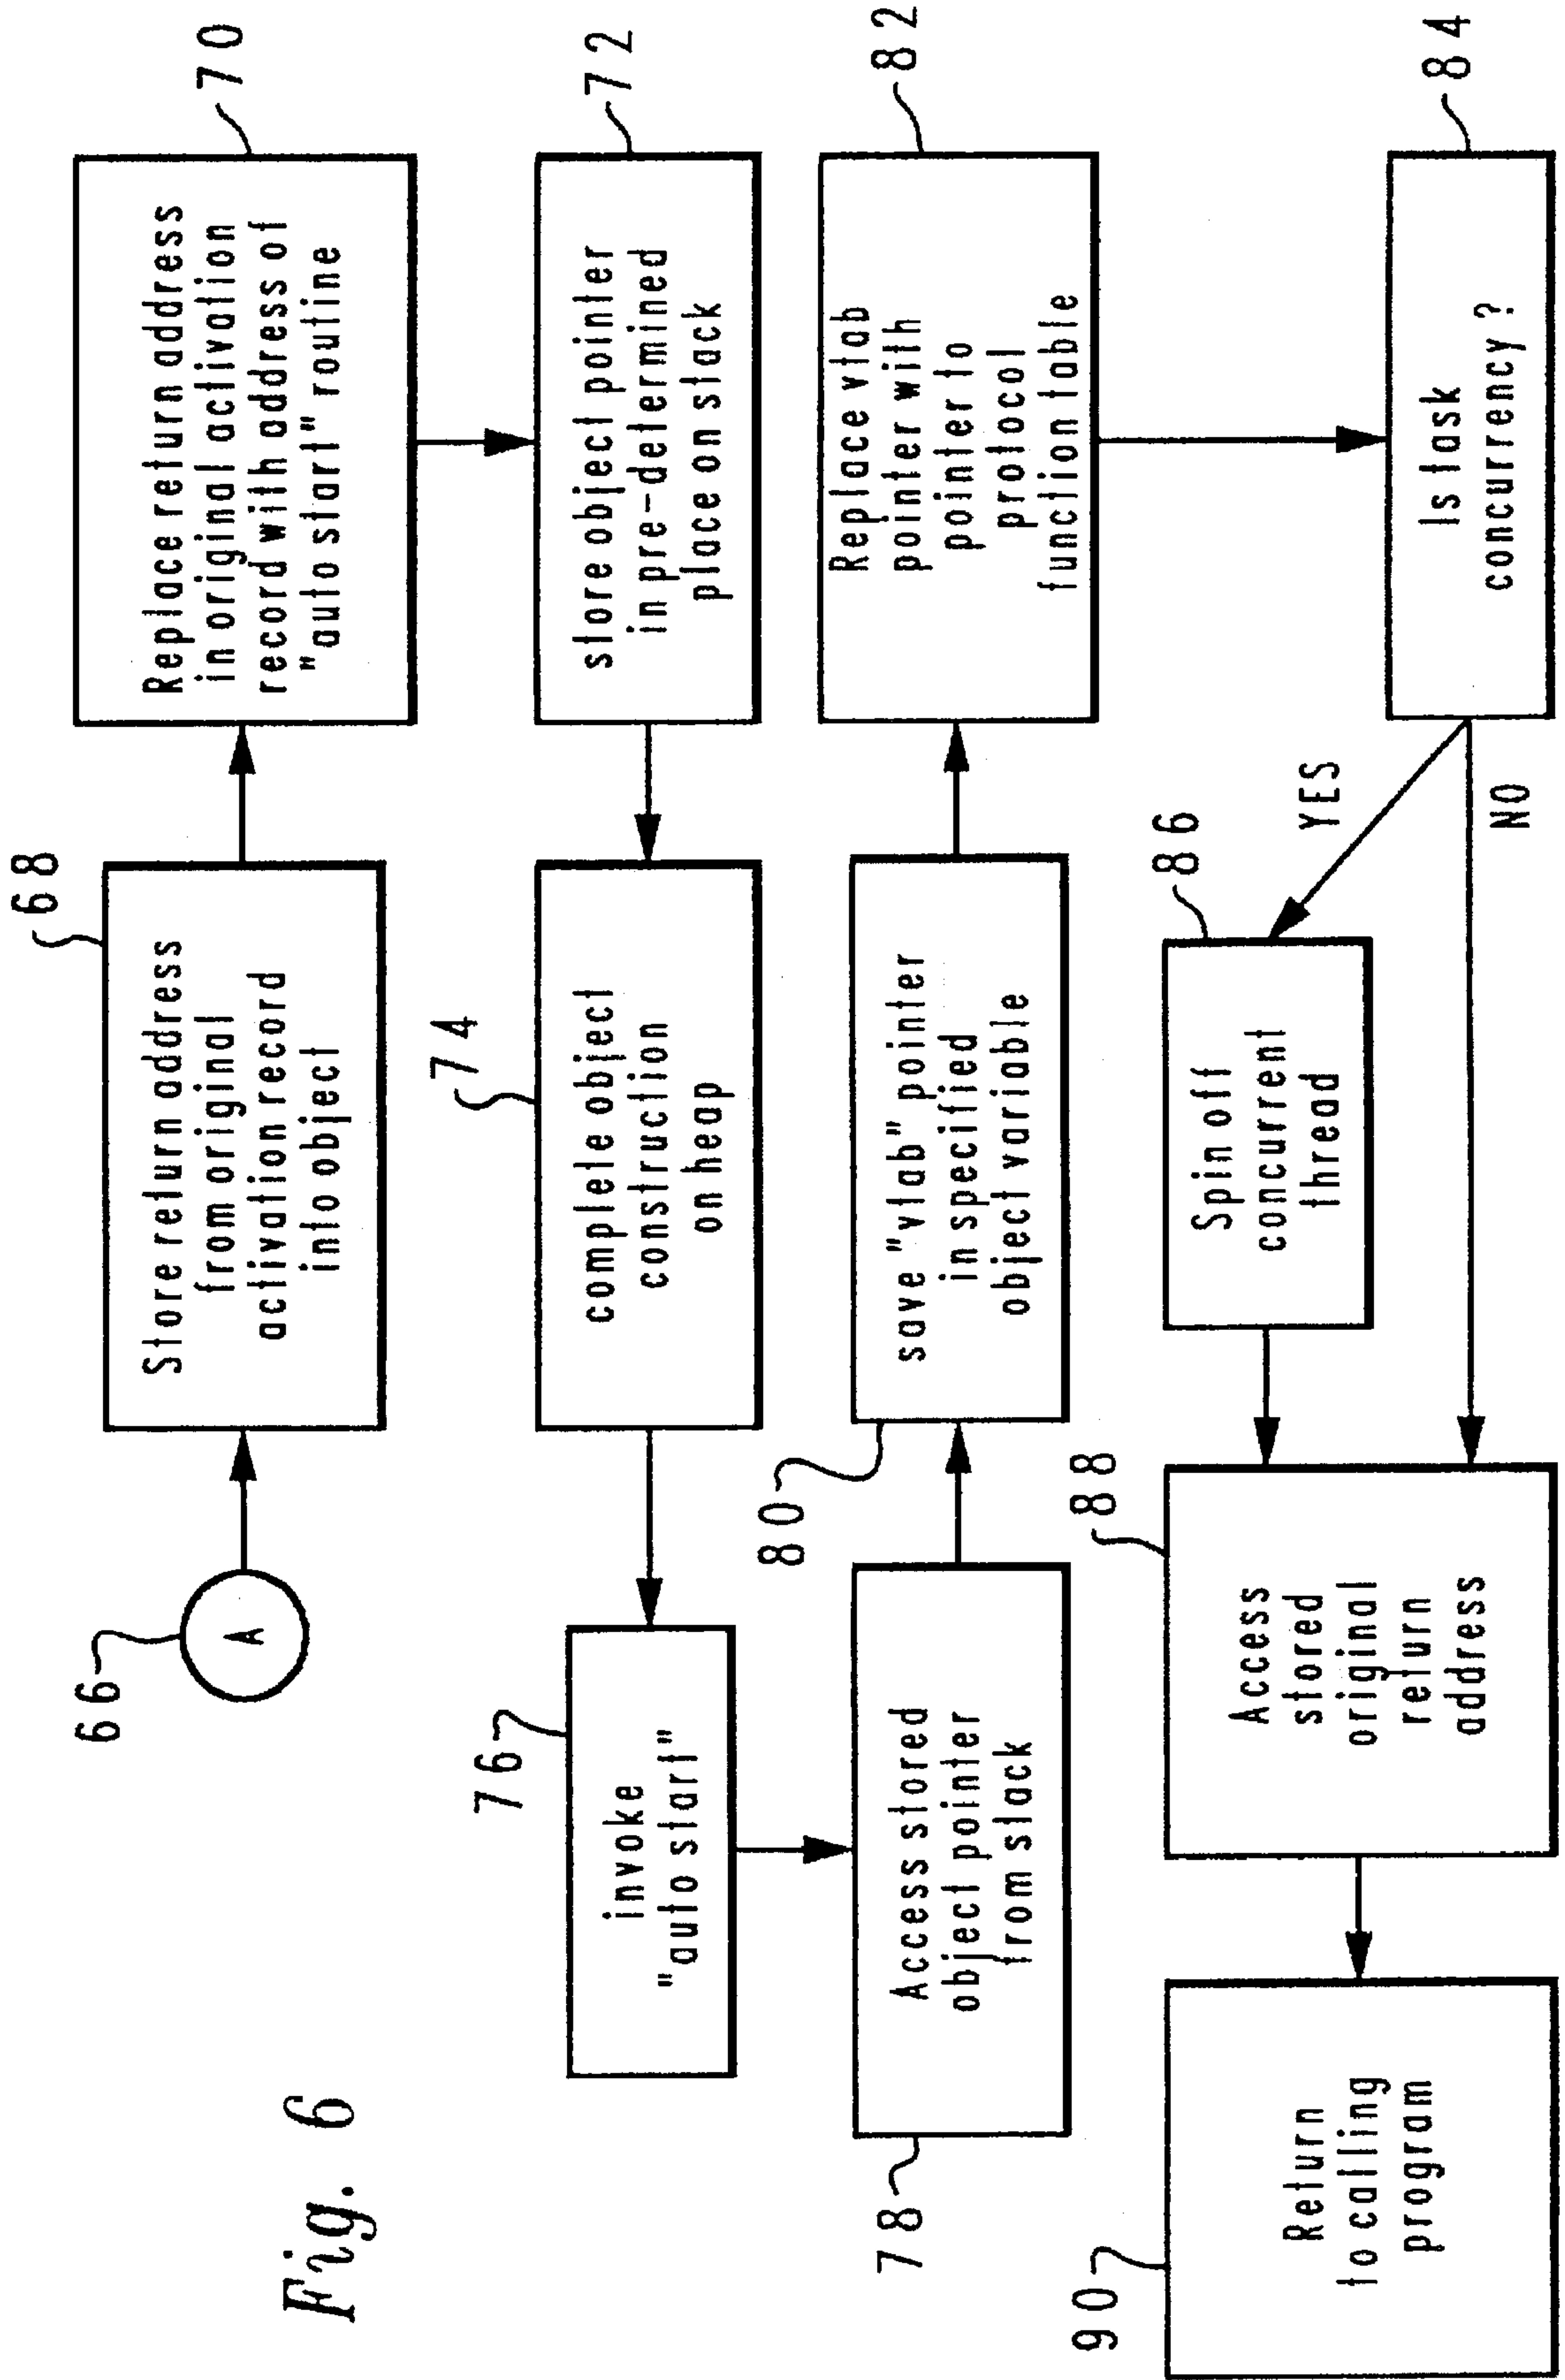 66
A
68
Store return address
from original
activation record
into object
70
Replace return address
in original activation
record with address of
"auto start" routine
72
store object pointer
in pre-determined
place on stack
74
complete object
construction
on heap
76
invoke
"auto start"
78
Access stored
object pointer
from stack
80
save "vtab" pointer
in specified
object variable
82
Replace vtab
pointer with
pointer to
protocol
function table
84
Is task
concurrency?
YES
NO
86
Spin off
concurrent
thread
88
Access
stored
original
return
address
90
Return
to calling
program
Fig. 6